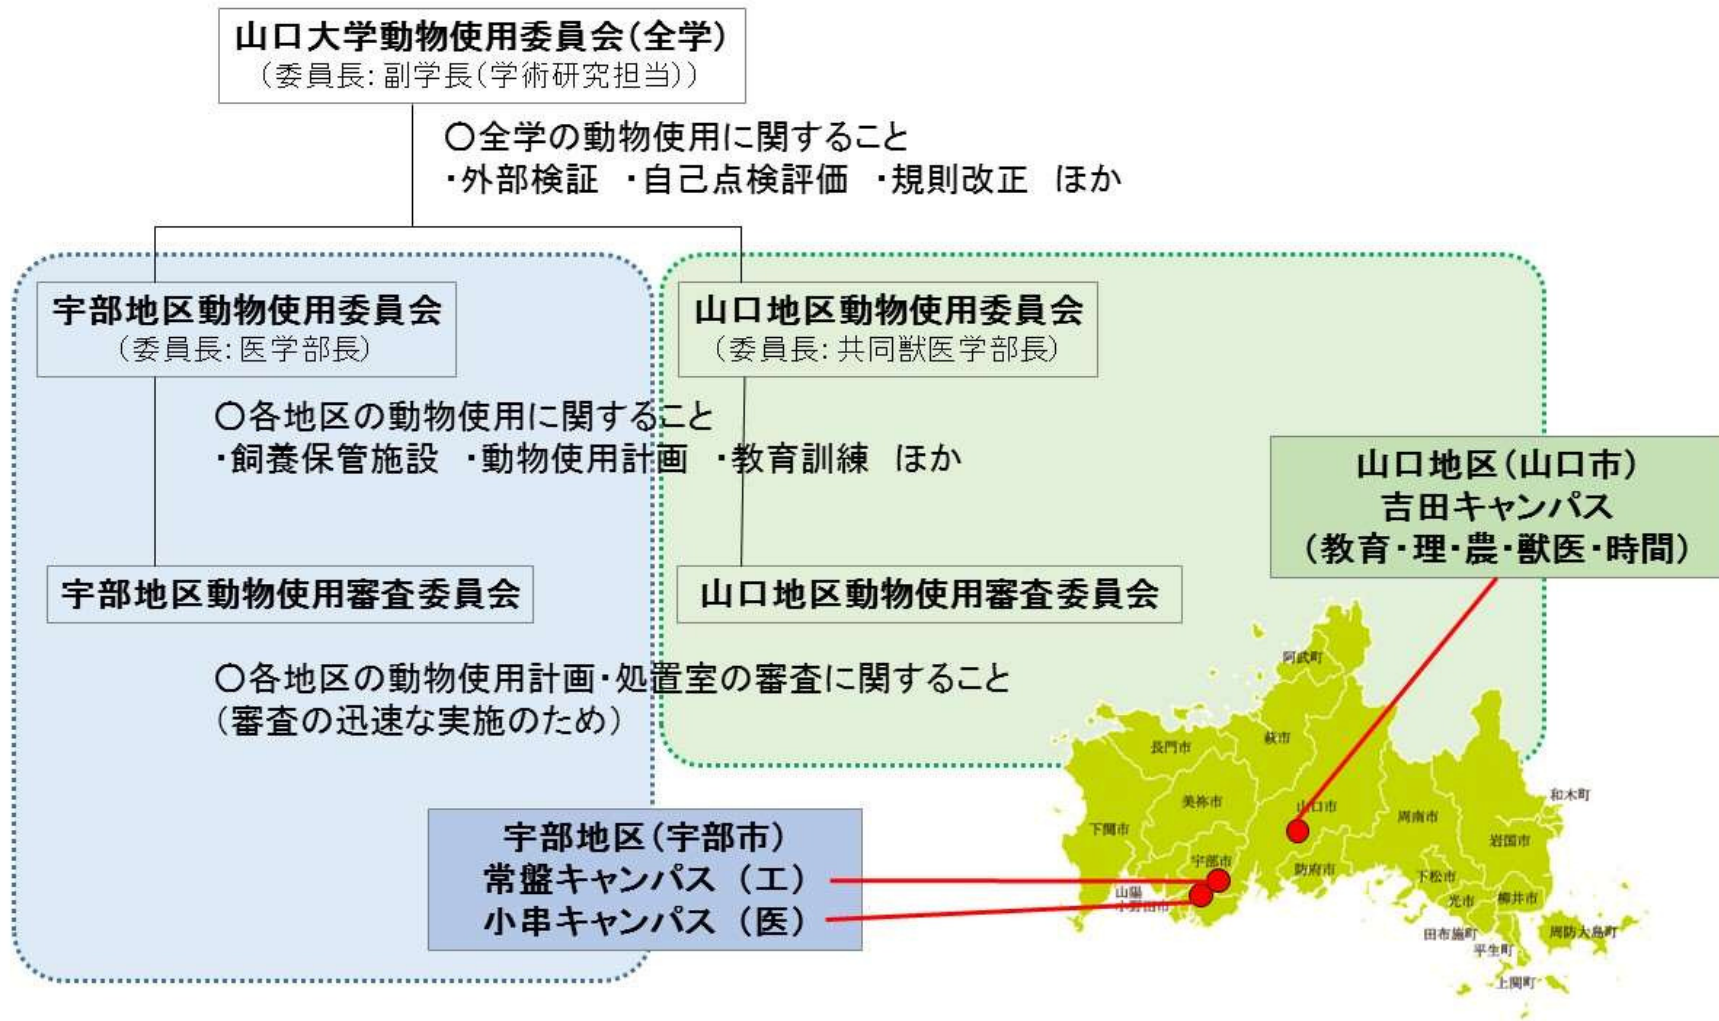 山口大学動物使用委員会（全学）
（委員長：副学長（学術研究担当））
〇全学の動物使用に関すること
・外部検証　・自己点検評価　・規則改正　ほか
宇部地区動物使用委員会
（委員長：医学部長）
山口地区動物使用委員会
（委員長：共同獣医学部長）
〇各地区の動物使用に関すること
・飼養保管施設　・動物使用計画　・教育訓練　ほか
宇部地区動物使用審査委員会
山口地区動物使用審査委員会
〇各地区の動物使用計画・処置室の審査に関すること
（審査の迅速な実施のため）
山口地区（山口市）
吉田キャンパス
（教育・理・農・獣医・時間）
宇部地区（宇部市）
常盤キャンパス（工）
小串キャンパス（医）
阿武町
萩市
長門市
美祢市
山口市
下関市
周南市
和木町
岩国市
宇部市
防府市
下松市
山陽
小野田市
光市
柳井市
田布施町
平生町
周防大島町
上関町